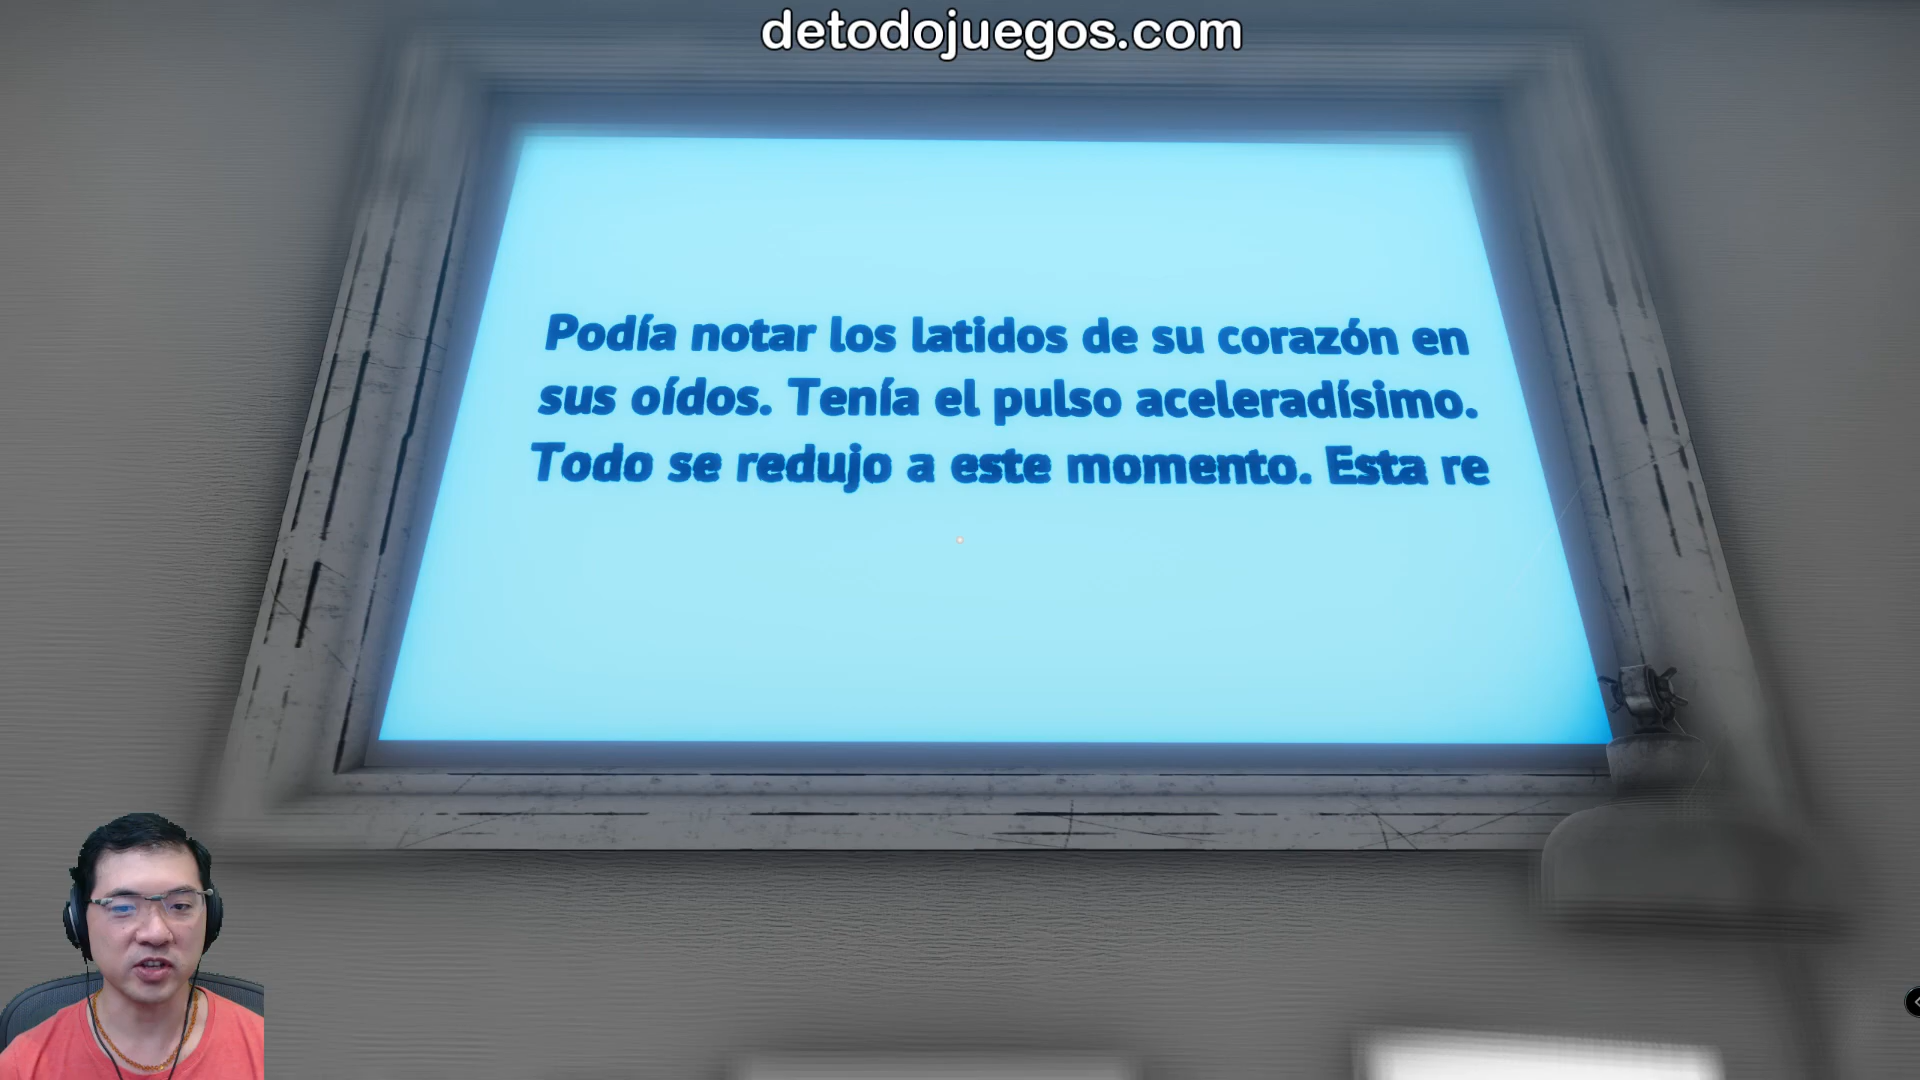 detodojuegos.com
Podía notar los latidos de su corazón en
sus oídos. Tenía el pulso aceleradísimo.
Todo se redujo a este momento. Esta re